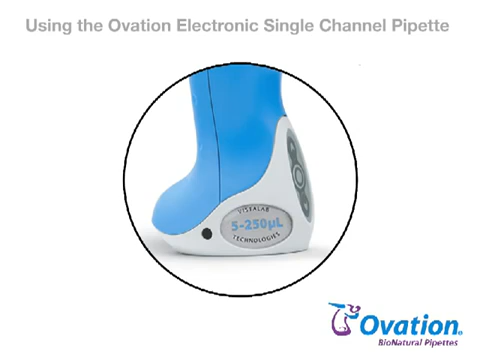 Using the Ovation Electronic Single Channel Pipette
VISTALAB
5-250µL
TECHNOLOGIES
Ovation®
BioNatural Pipettes